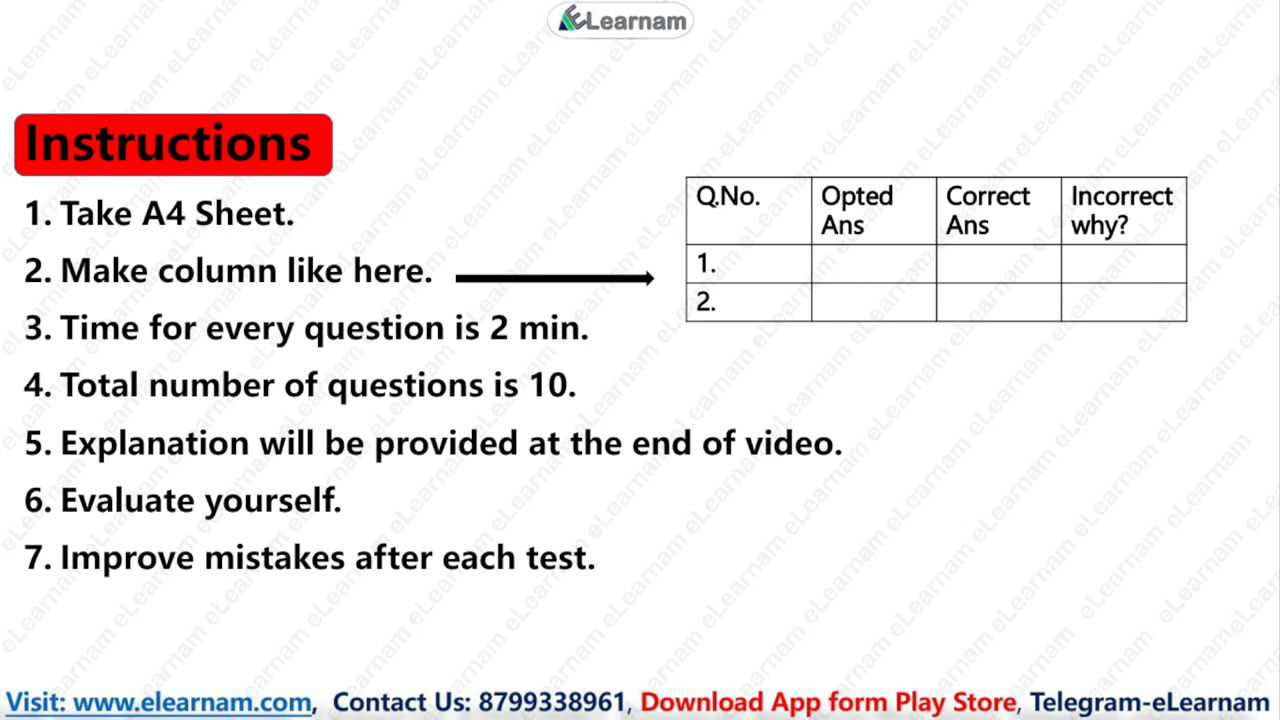 ELearnam
Instructions
1. Take A4 Sheet.
2. Make column like here.
3. Time for every question is 2 min.
4. Total number of questions is 10.
5. Explanation will be provided at the end of video.
6. Evaluate yourself.
7. Improve mistakes after each test.
Q.No. Opted Ans Correct Ans Incorrect why?
1.
2.
Visit: www.elearnam.com, Contact Us: 8799338961, Download App form Play Store, Telegram-eLearnam